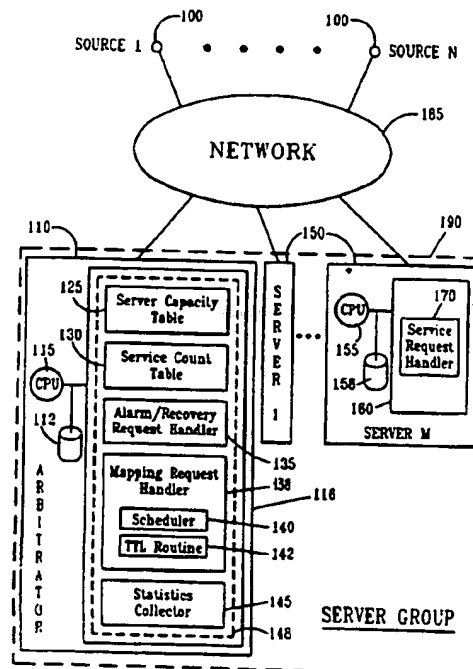 100
100
SOURCE 1
SOURCE N
185
NETWORK
110
150
190
125
Server Capacity
Table
130
Service Count
Table
115
CPU
112
Alarm/Recovery
Request Handler
135
Mapping Request
Handler
138
Scheduler
140
TTL Routine
142
116
Statistics
Collector
145
148
ARBITRATOR
SERVER 1
CPU
155
158
170
Service
Request
Handler
160
SERVER M
SERVER GROUP